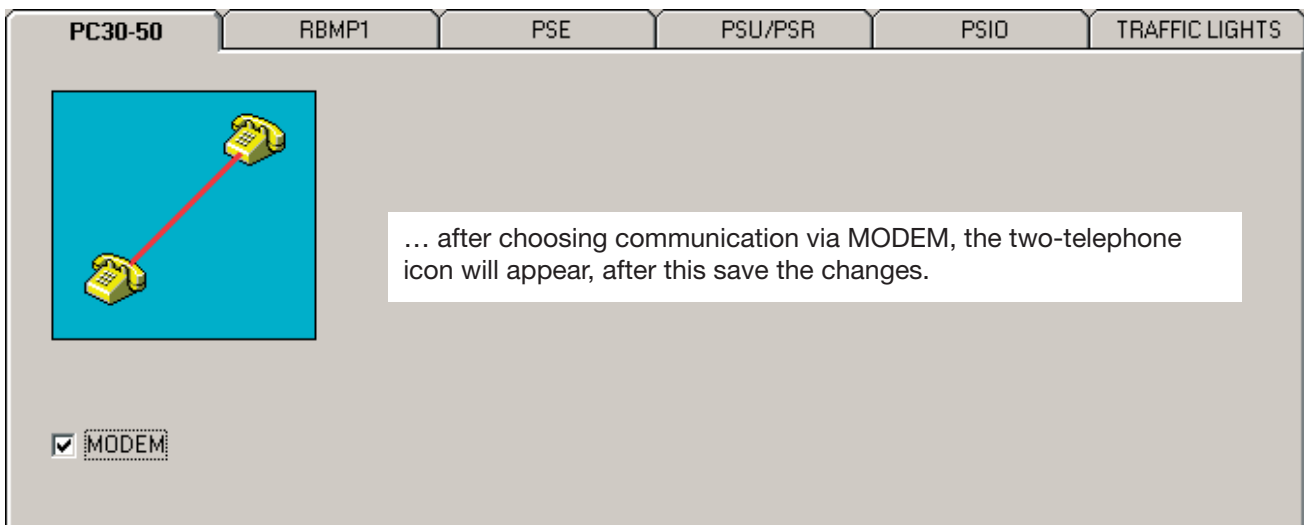 PC30-50 RBMP1 PSE PSU/PSR PSIO TRAFFIC LIGHTS
… after choosing communication via MODEM, the two-telephone
icon will appear, after this save the changes.
MODEM